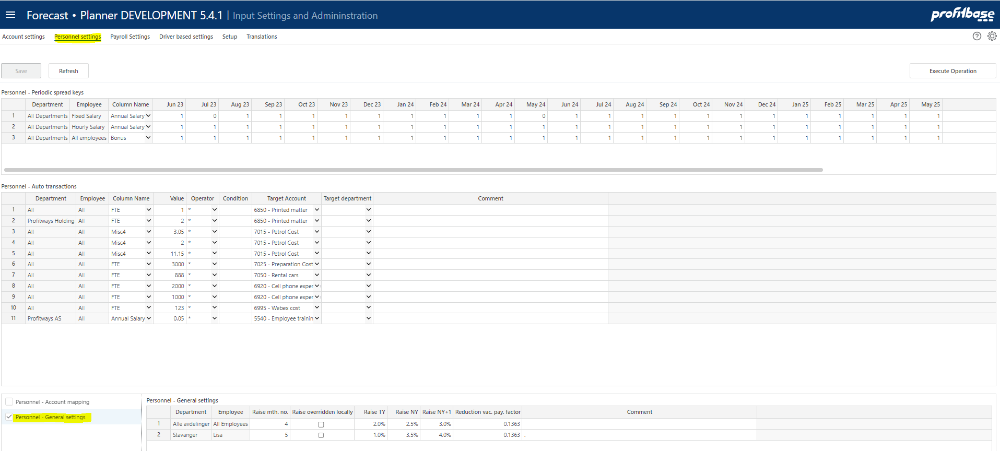 Forecast • Planner DEVELOPMENT 5.4.1 | Input Settings and Admininstration
profitbase
Account settings Personnel settings Payroll Settings Driver based settings Setup Translations
Save Refresh Execute Operation
Personnel - Periodic spread keys
Department Employee Column Name Jun 23 Jul 23 Aug 23 Sep 23 Oct 23 Nov 23 Dec 23 Jan 24 Feb 24 Mar 24 Apr 24 May 24 Jun 24 Jul 24 Aug 24 Sep 24 Oct 24 Nov 24 Dec 24 Jan 25 Feb 25 Mar 25 Apr 25 May 25
1 All Departments Fixed Salary Annual Salary 1 0 1 1 1 1 1 1 1 1 1 0 1 1 1 1 1 1 1 1 1 1 1 1
2 All Departments Hourly Salary Annual Salary 1 1 1 1 1 1 1 1 1 1 1 1 1 1 1 1 1 1 1 1 1 1 1 1
3 All Departments All employees Bonus 1 1 1 1 1 1 1 1 1 1 1 1 1 1 1 1 1 1 1 1 1 1 1 1
Personnel - Auto transactions
Department Employee Column Name Value Operator Condition Target Account Target department Comment
1 All All FTE 1 * 6850 - Printed matter
2 Profitways Holding All FTE 2 * 6850 - Printed matter
3 All All Misc4 3.05 * 7015 - Petrol Cost
4 All All Misc4 2 * 7015 - Petrol Cost
5 All All Misc4 11.15 * 7015 - Petrol Cost
6 All All FTE 3000 * 7025 - Preparation Cost
7 All All FTE 888 * 7050 - Rental cars
8 All All FTE 2000 * 6920 - Cell phone exper
9 All All FTE 1000 * 6920 - Cell phone exper
10 All All FTE 123 * 6995 - Webex cost
11 Profitways AS All Annual Salary 0.05 * 5540 - Employee trainin
Personnel - Account mapping
Personnel - General settings
Personnel - General settings
Department Employee Raise mth. no. Raise overridden locally Raise TY Raise NY Raise NY+1 Reduction vac. pay. factor Comment
1 Alle avdelinger All Employees 4 2.0% 2.5% 3.0% 0.1363
2 Stavanger Lisa 5 1.0% 3.5% 4.0% 0.1363 .